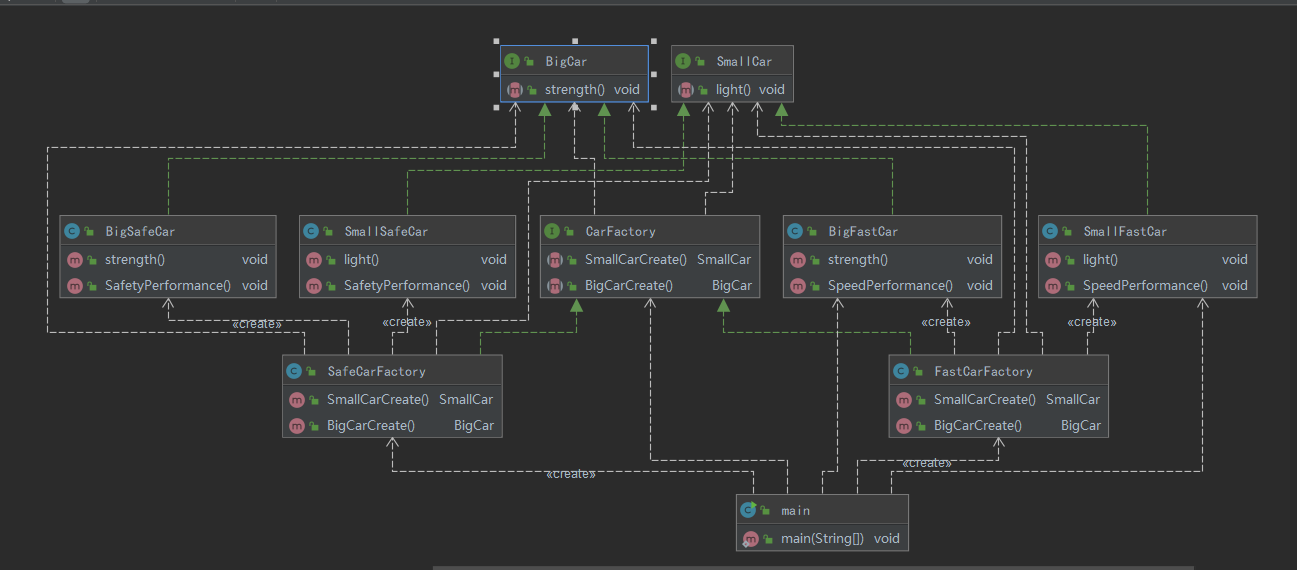 BigCar
strength() void
SmallCar
light() void
BigSafeCar
strength() void
SafetyPerformance() void
SmallSafeCar
light() void
SafetyPerformance() void
CarFactory
SmallCarCreate() SmallCar
BigCarCreate() BigCar
BigFastCar
strength() void
SpeedPerformance() void
SmallFastCar
light() void
SpeedPerformance() void
«create»
«create»
«create»
«create»
SafeCarFactory
SmallCarCreate() SmallCar
BigCarCreate() BigCar
FastCarFactory
SmallCarCreate() SmallCar
BigCarCreate() BigCar
«create»
«create»
main
main(String[]) void